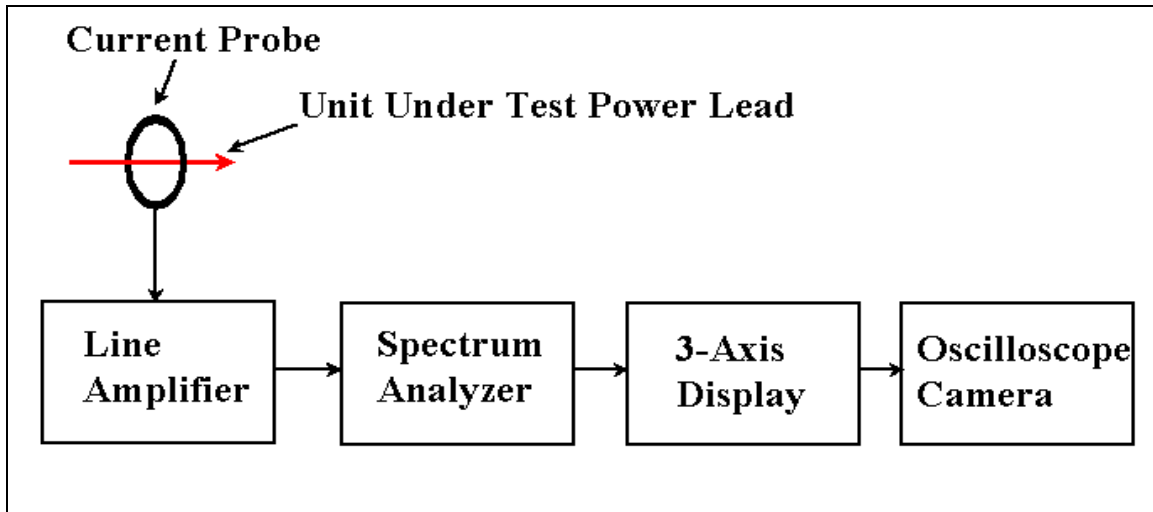 Current Probe
Unit Under Test Power Lead
Line
Amplifier
Spectrum
Analyzer
3-Axis
Display
Oscilloscope
Camera